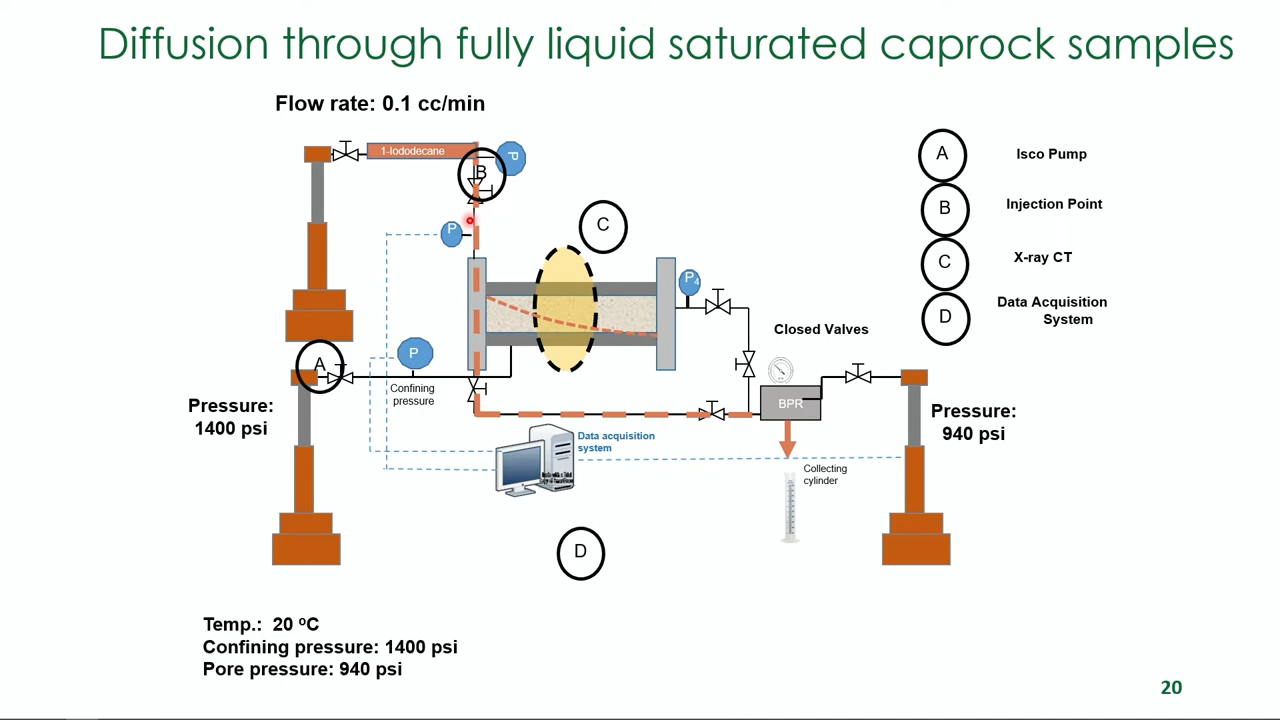 Diffusion through fully liquid saturated caprock samples
Flow rate: 0.1 cc/min
1-Iododecane
P
B
P
C
P4
A
P
Confining
pressure
Pressure:
1400 psi
Closed Valves
BPR
Pressure:
940 psi
Data acquisition
system
Collecting
cylinder
D
A
Isco Pump
B
Injection Point
C
X-ray CT
D
Data Acquisition
System
Temp.: 20 ºC
Confining pressure: 1400 psi
Pore pressure: 940 psi
20